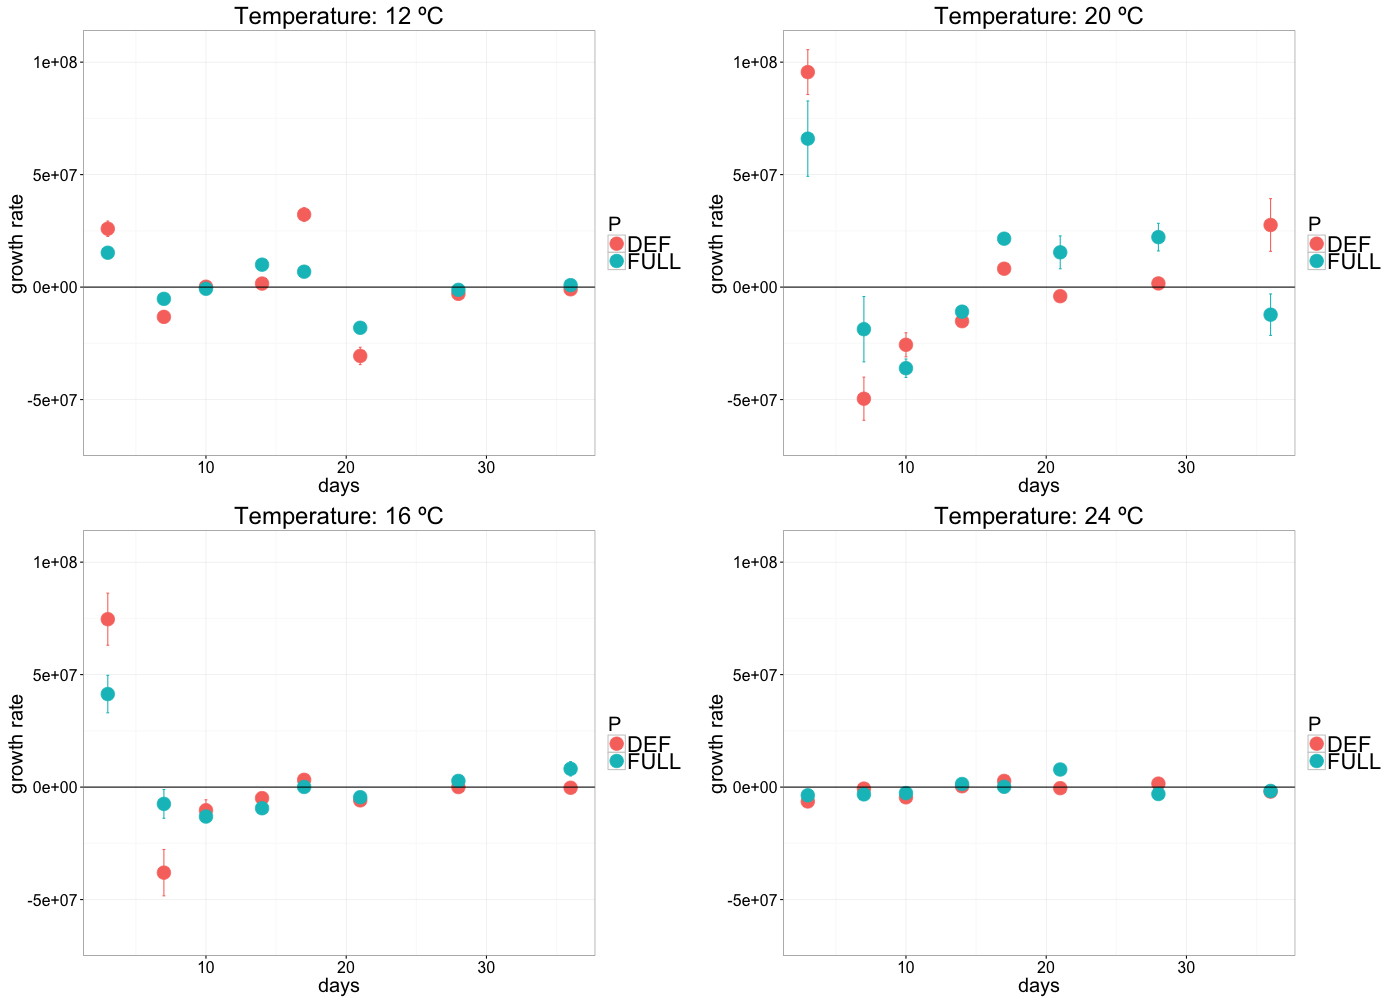 Temperature: 12 ºC
growth rate
1e+08
5e+07
0e+00
-5e+07
10 20 30
days
P
DEF
FULL
Temperature: 20 ºC
growth rate
1e+08
5e+07
0e+00
-5e+07
10 20 30
days
P
DEF
FULL
Temperature: 16 ºC
growth rate
1e+08
5e+07
0e+00
-5e+07
10 20 30
days
P
DEF
FULL
Temperature: 24 ºC
growth rate
1e+08
5e+07
0e+00
-5e+07
10 20 30
days
P
DEF
FULL